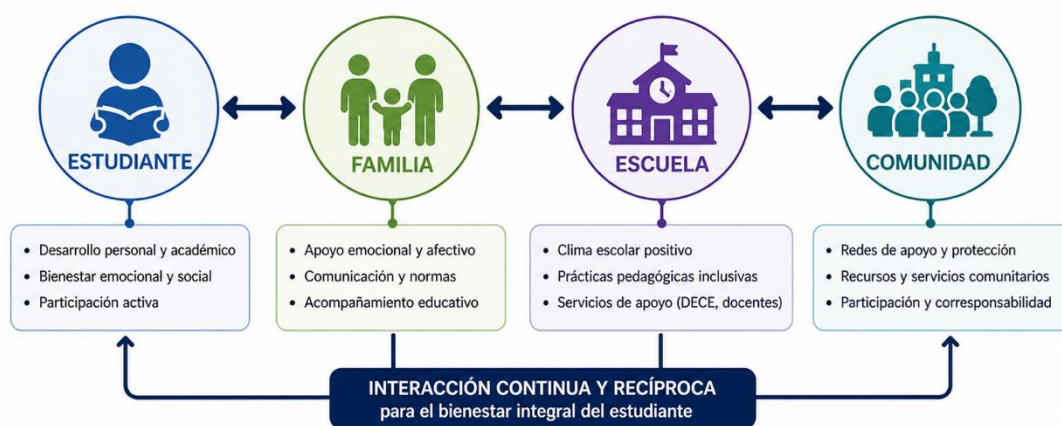 ESTUDIANTE
FAMILIA
ESCUELA
COMUNIDAD
• Desarrollo personal y académico
• Bienestar emocional y social
• Participación activa
• Apoyo emocional y afectivo
• Comunicación y normas
• Acompañamiento educativo
• Clima escolar positivo
• Prácticas pedagógicas inclusivas
• Servicios de apoyo (DECE, docentes)
• Redes de apoyo y protección
• Recursos y servicios comunitarios
• Participación y corresponsabilidad
INTERACCIÓN CONTINUA Y RECÍPROCA
para el bienestar integral del estudiante